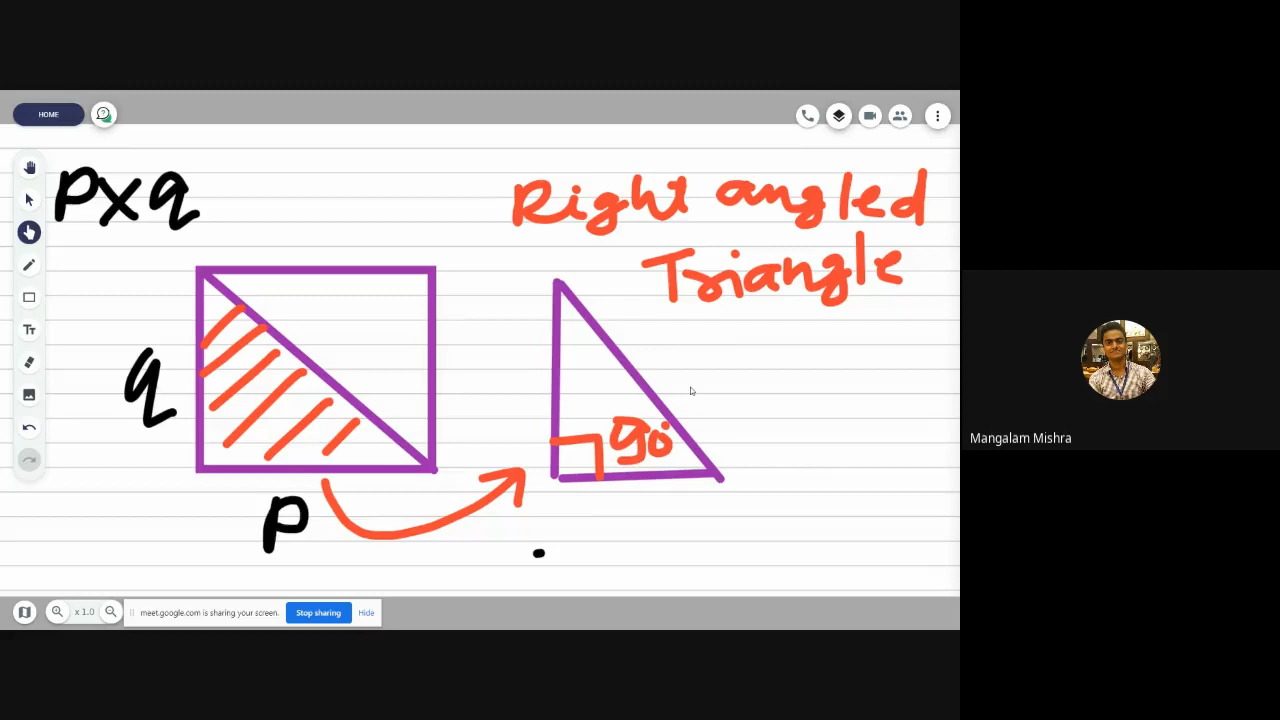 HOME
P x q
Right angled
Triangle
q
90°
P
x 1.0
meet.google.com is sharing your screen.
Stop sharing
Hide
Tт
Mangalam Mishra